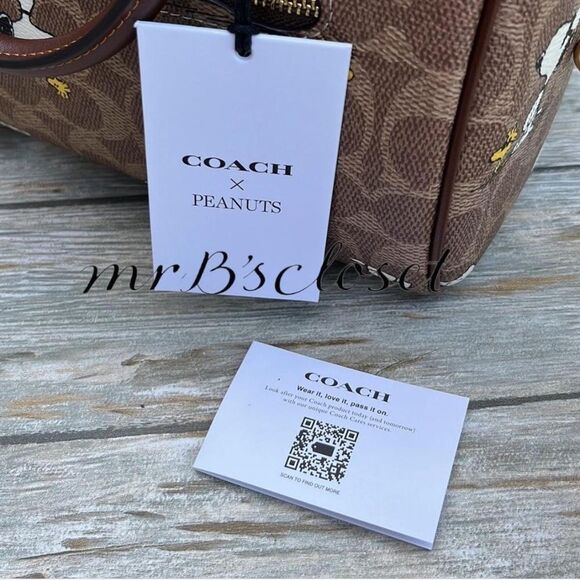 COACH
×
PEANUTS
mrB'sCloset
COACH
Wear it, love it, pass it on.
Look after your Coach product today (and tomorrow)
with our unique Coach Cares services.
SCAN TO FIND OUT MORE